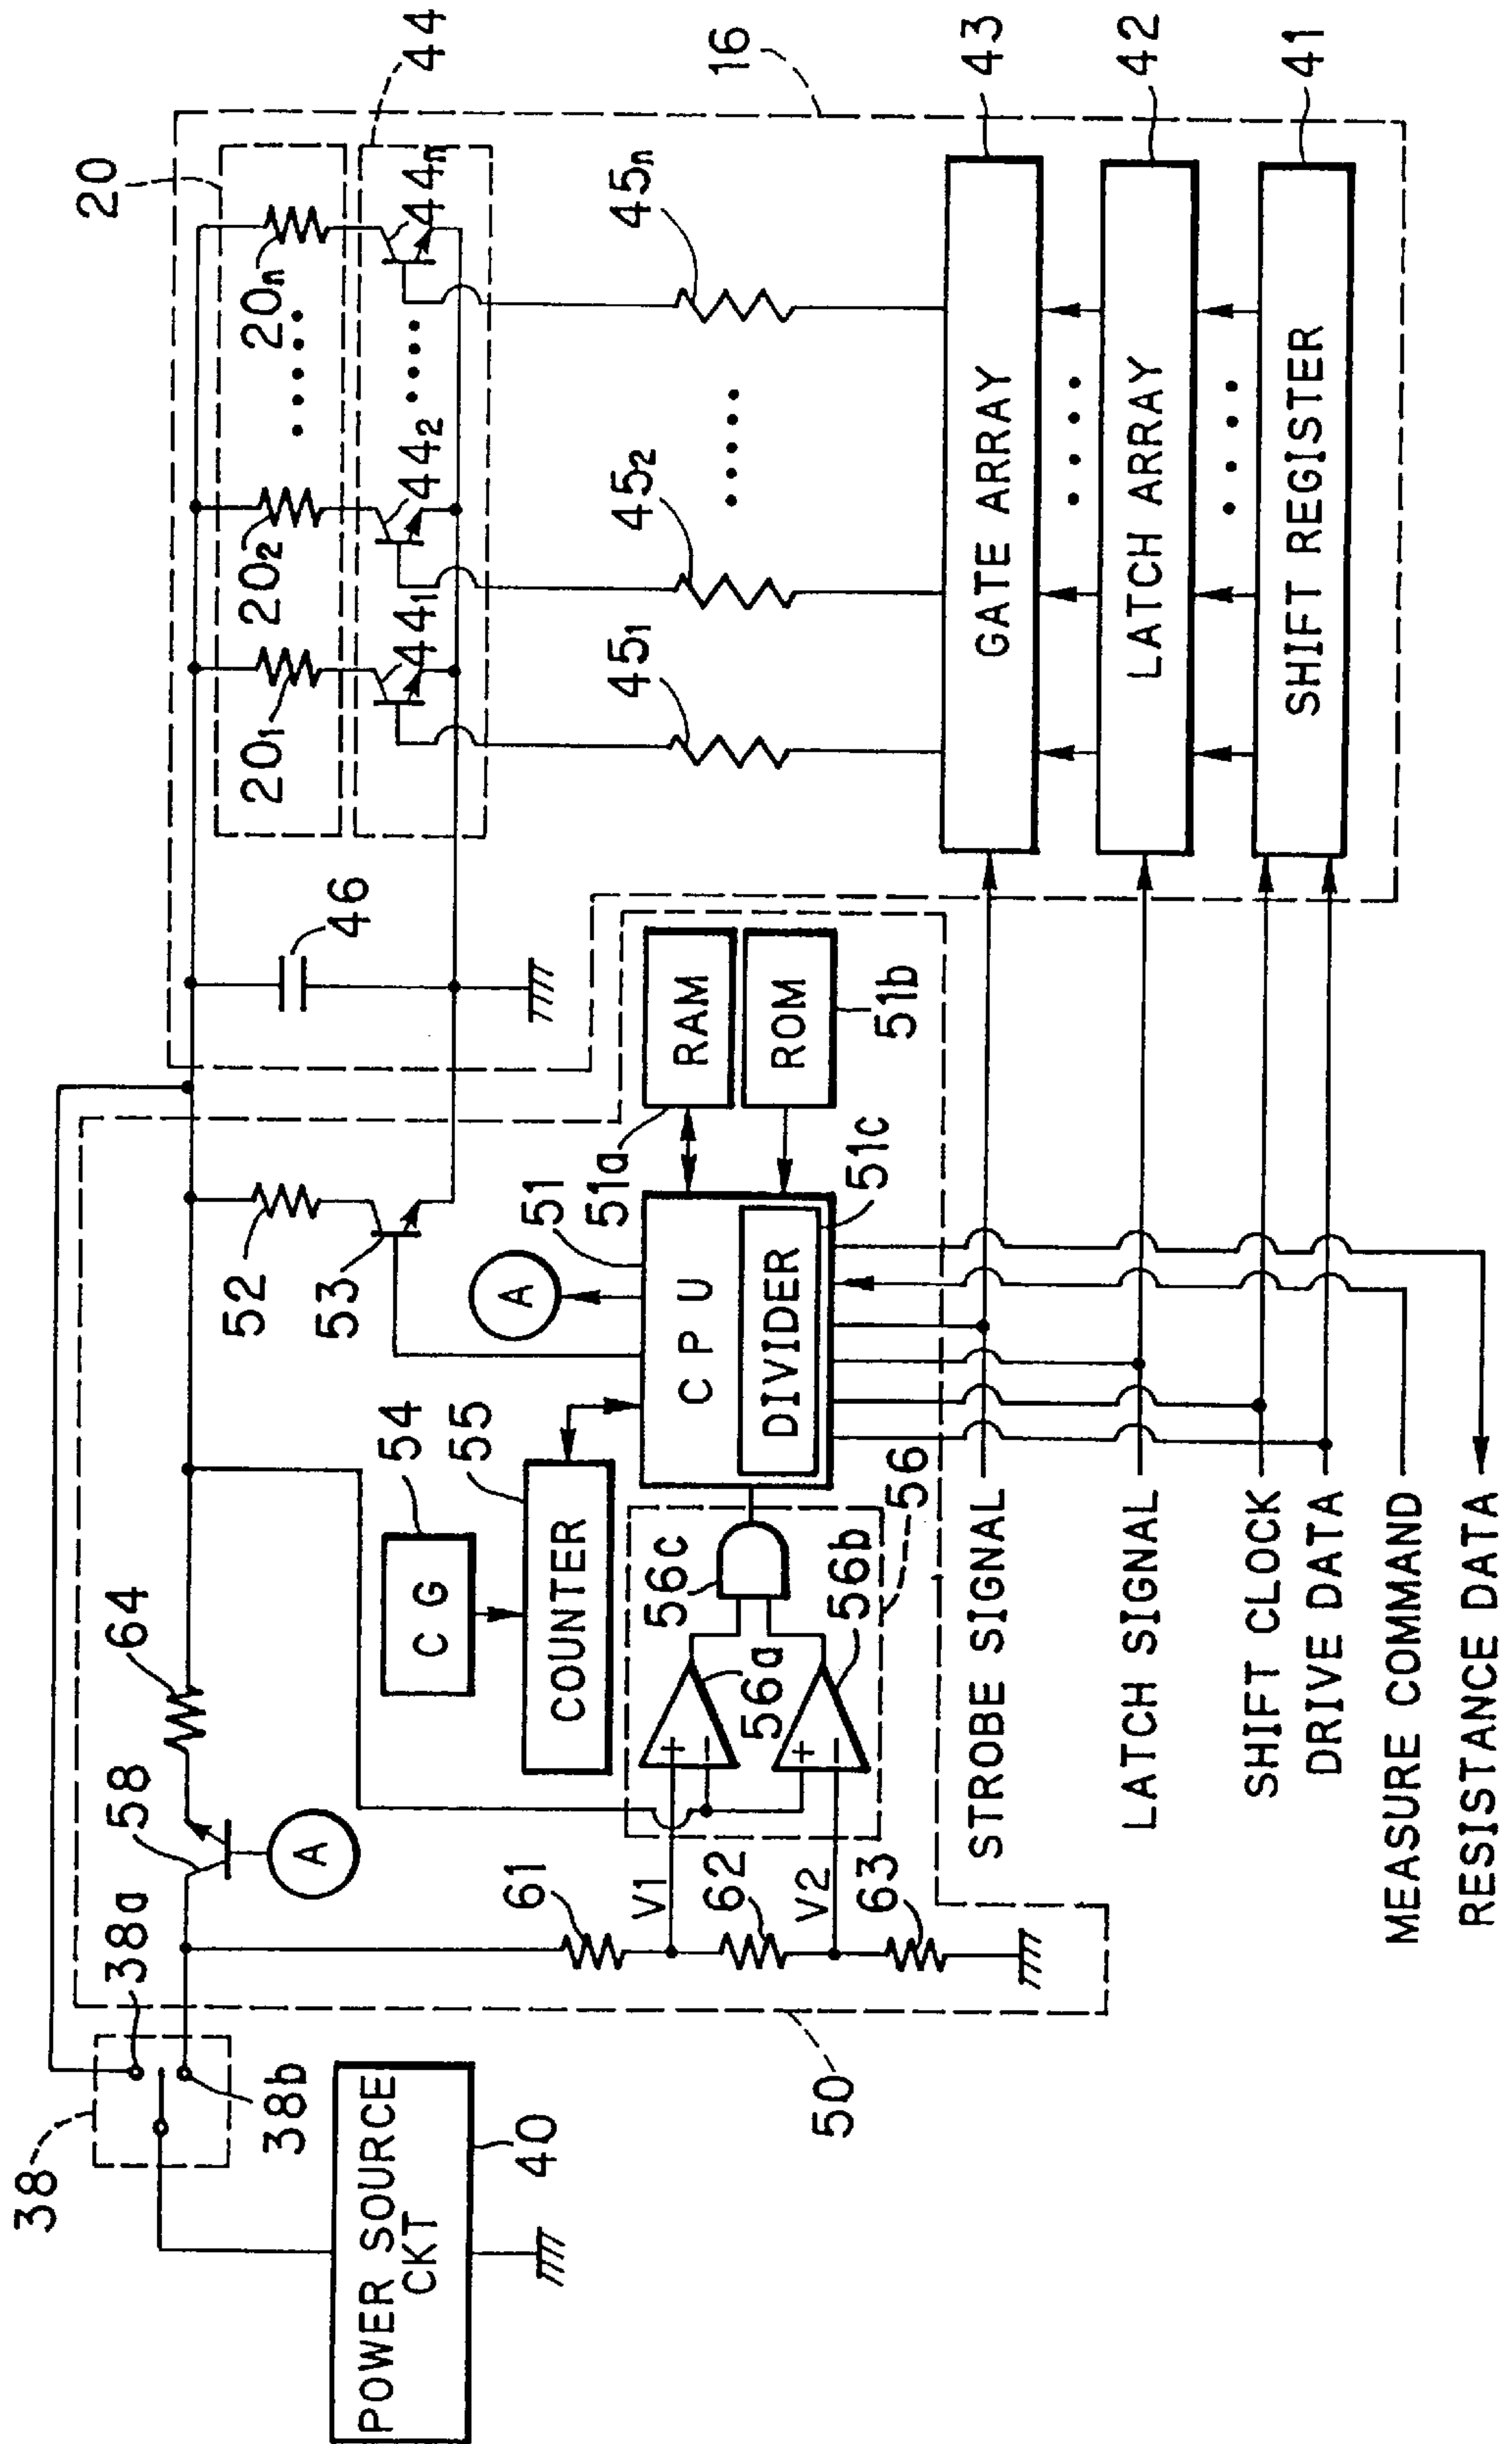 38
38a
38b
58
64
A
POWER SOURCE
CKT
40
50
61
V1
62
V2
63
C G
54
COUNTER
55
56a
56b
56c
56
52
53
A
51
C P U
DIVIDER
51a
51c
RAM
ROM
51b
46
20
20₁
20₂
20n
44
44₁
44₂
44n
16
45₁
45₂
45n
GATE ARRAY
43
LATCH ARRAY
42
SHIFT REGISTER
41
STROBE SIGNAL
LATCH SIGNAL
SHIFT CLOCK
DRIVE DATA
MEASURE COMMAND
RESISTANCE DATA